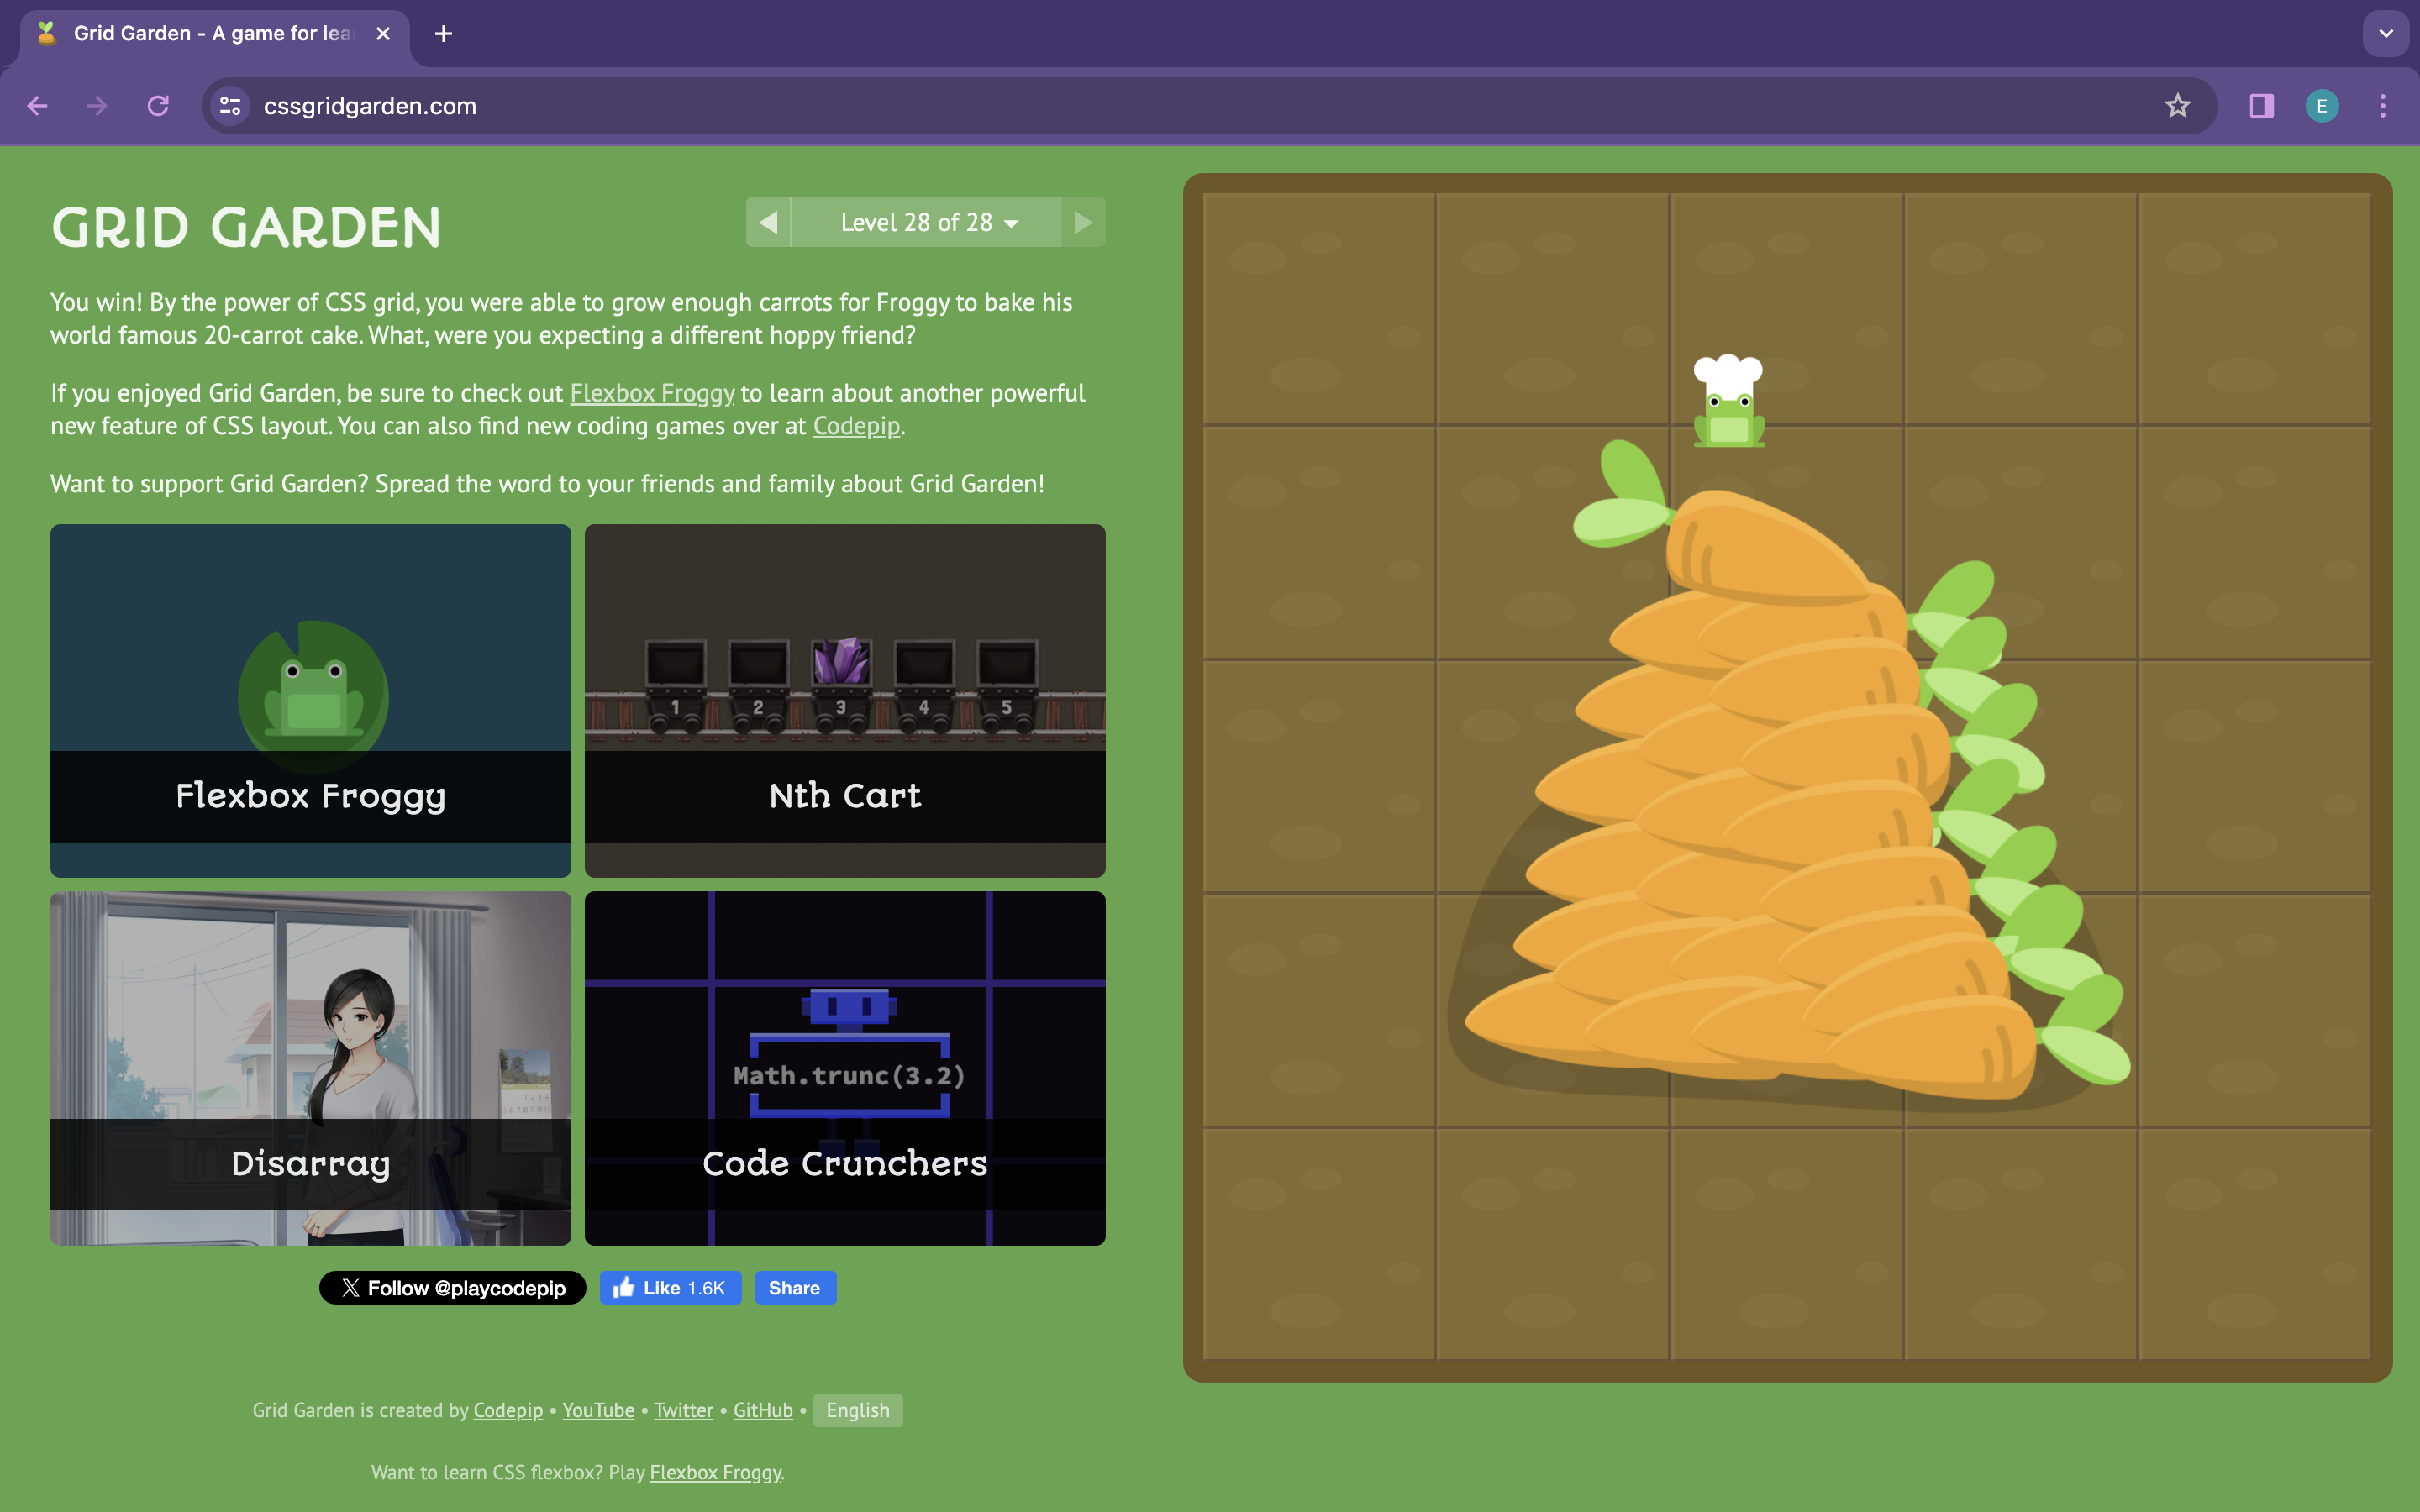 Grid Garden - A game for lea
cssgridgarden.com
E
GRID GARDEN
Level 28 of 28
You win! By the power of CSS grid, you were able to grow enough carrots for Froggy to bake his
world famous 20-carrot cake. What, were you expecting a different hoppy friend?
If you enjoyed Grid Garden, be sure to check out Flexbox Froggy to learn about another powerful
new feature of CSS layout. You can also find new coding games over at Codepip.
Want to support Grid Garden? Spread the word to your friends and family about Grid Garden!
Flexbox Froggy
1 2 3 4 5
Nth Cart
Disarray
Math.trunc(3.2)
Code Crunchers
X Follow @playcodepip
Like 1.6K
Share
Grid Garden is created by Codepip • YouTube • Twitter • GitHub • English
Want to learn CSS flexbox? Play Flexbox Froggy.